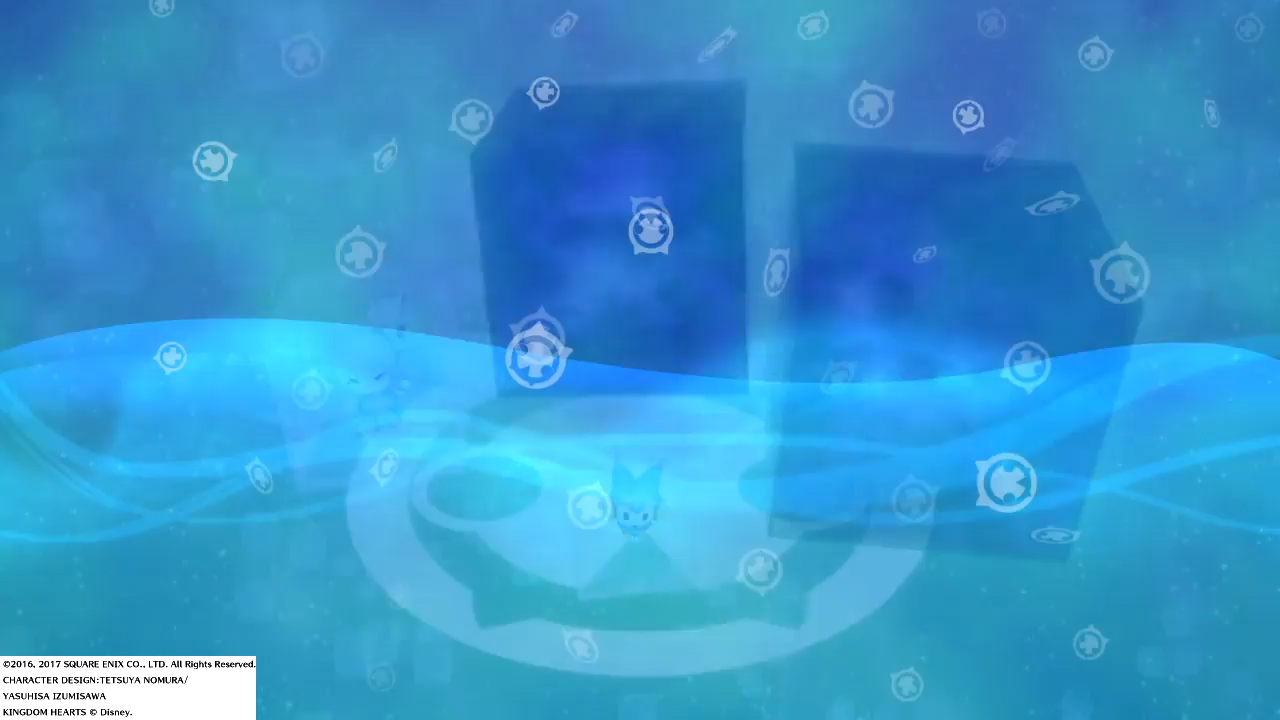 ©2016, 2017 SQUARE ENIX CO., LTD. All Rights Reserved.
CHARACTER DESIGN:TETSUYA NOMURA/
YASUHISA IZUMISAWA
KINGDOM HEARTS © Disney.